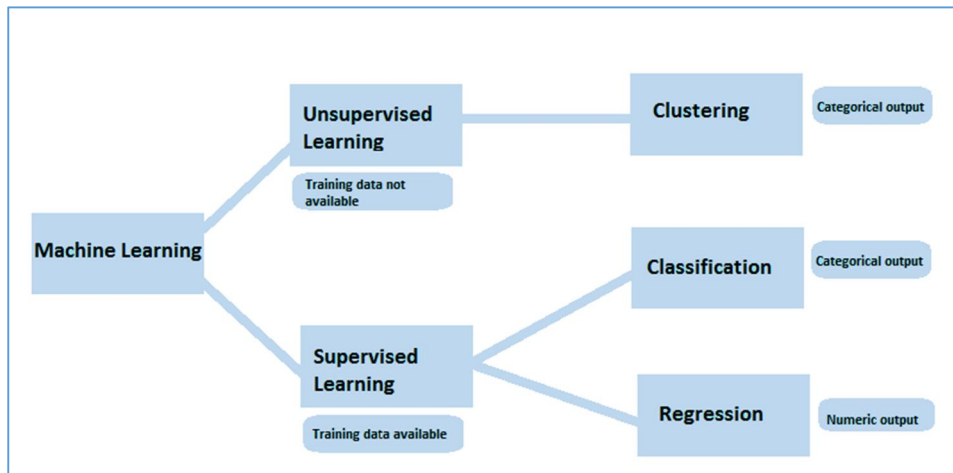 Machine Learning
Unsupervised
Learning
Training data not
available
Clustering
Categorical output
Supervised
Learning
Training data available
Classification
Categorical output
Regression
Numeric output